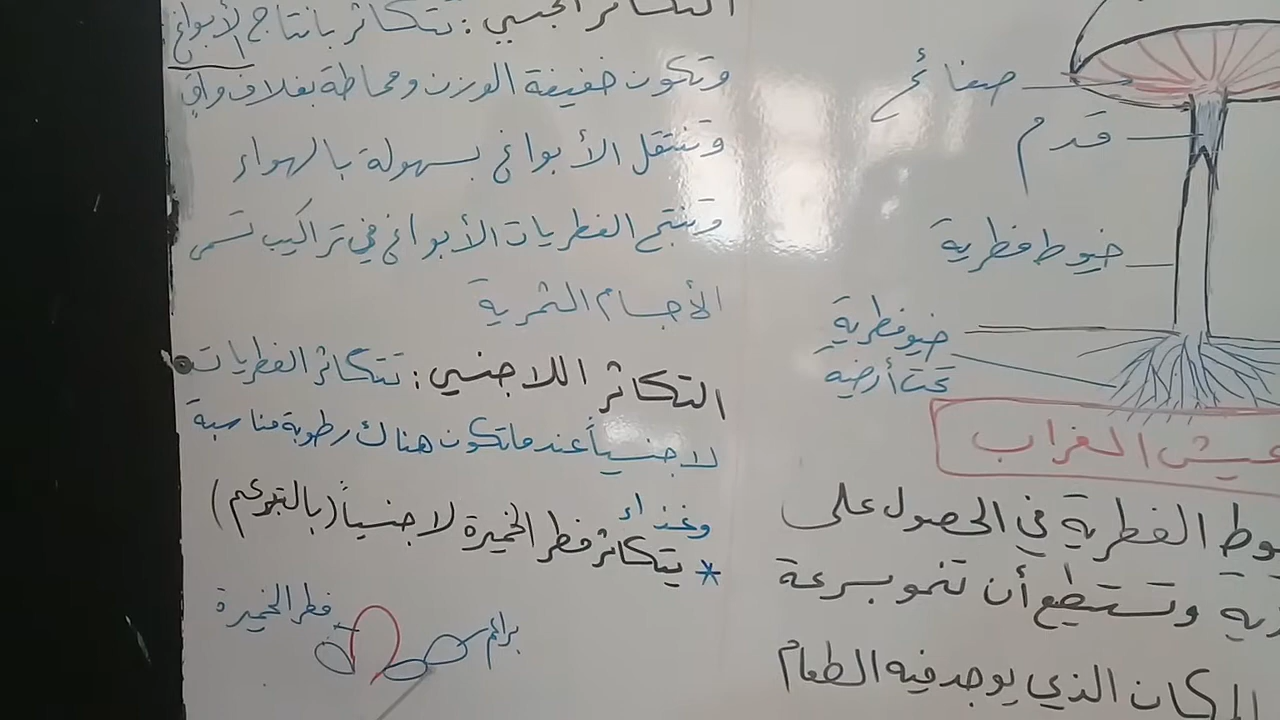 صفائح
قدم
خيوط فطرية
خيوط فطرية
تحت أرضية
عيش الغراب
الفطرية في الحصول على
وتستطيع أن تنمو بسرعة
المكان الذي يوجد فيه الطعام
التكاثر الجنسي : تتكاثر بانتاج الأبواغ
وتكون خفيفة الوزن ومحاطة بغلاف واقي
وتنتقل الأبواغ بسهولة بالهواء
وتنتج الفطريات الأبواغ في تراكيب تسمى
الأجسام الثمرية
التكاثر اللاجنسي : تتكاثر الفطريات
لاجنسياً عندما تكون هناك رطوبة مناسبة
وغذاء
* يتكاثر فطر الخميرة لاجنسياً (بالتبرعم)
فطر الخميرة
براعم